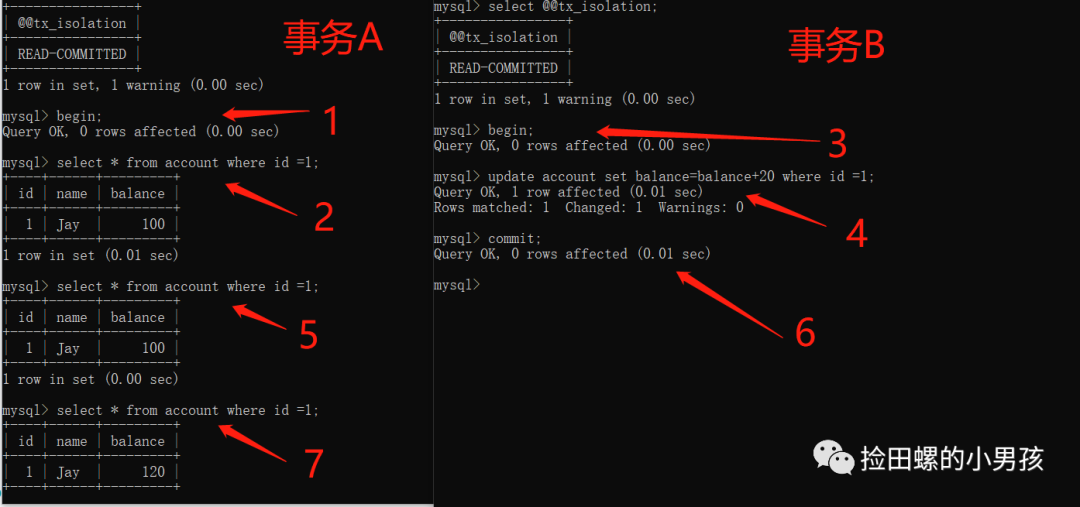 +----------------+
| @@tx_isolation |
+----------------+
| READ-COMMITTED |
+----------------+
1 row in set, 1 warning (0.00 sec)
mysql> begin;
Query OK, 0 rows affected (0.00 sec)
mysql> select * from account where id =1;
+----+------+---------+
| id | name | balance |
+----+------+---------+
|  1 | Jay  |     100 |
+----+------+---------+
1 row in set (0.01 sec)
mysql> select * from account where id =1;
+----+------+---------+
| id | name | balance |
+----+------+---------+
|  1 | Jay  |     100 |
+----+------+---------+
1 row in set (0.00 sec)
mysql> select * from account where id =1;
+----+------+---------+
| id | name | balance |
+----+------+---------+
|  1 | Jay  |     120 |
+----+------+---------+
事务A
1
2
5
7
mysql> select @@tx_isolation;
+----------------+
| @@tx_isolation |
+----------------+
| READ-COMMITTED |
+----------------+
1 row in set, 1 warning (0.00 sec)
mysql> begin;
Query OK, 0 rows affected (0.00 sec)
mysql> update account set balance=balance+20 where id =1;
Query OK, 1 row affected (0.01 sec)
Rows matched: 1  Changed: 1  Warnings: 0
mysql> commit;
Query OK, 0 rows affected (0.01 sec)
mysql>
事务B
3
4
6
捡田螺的小男孩